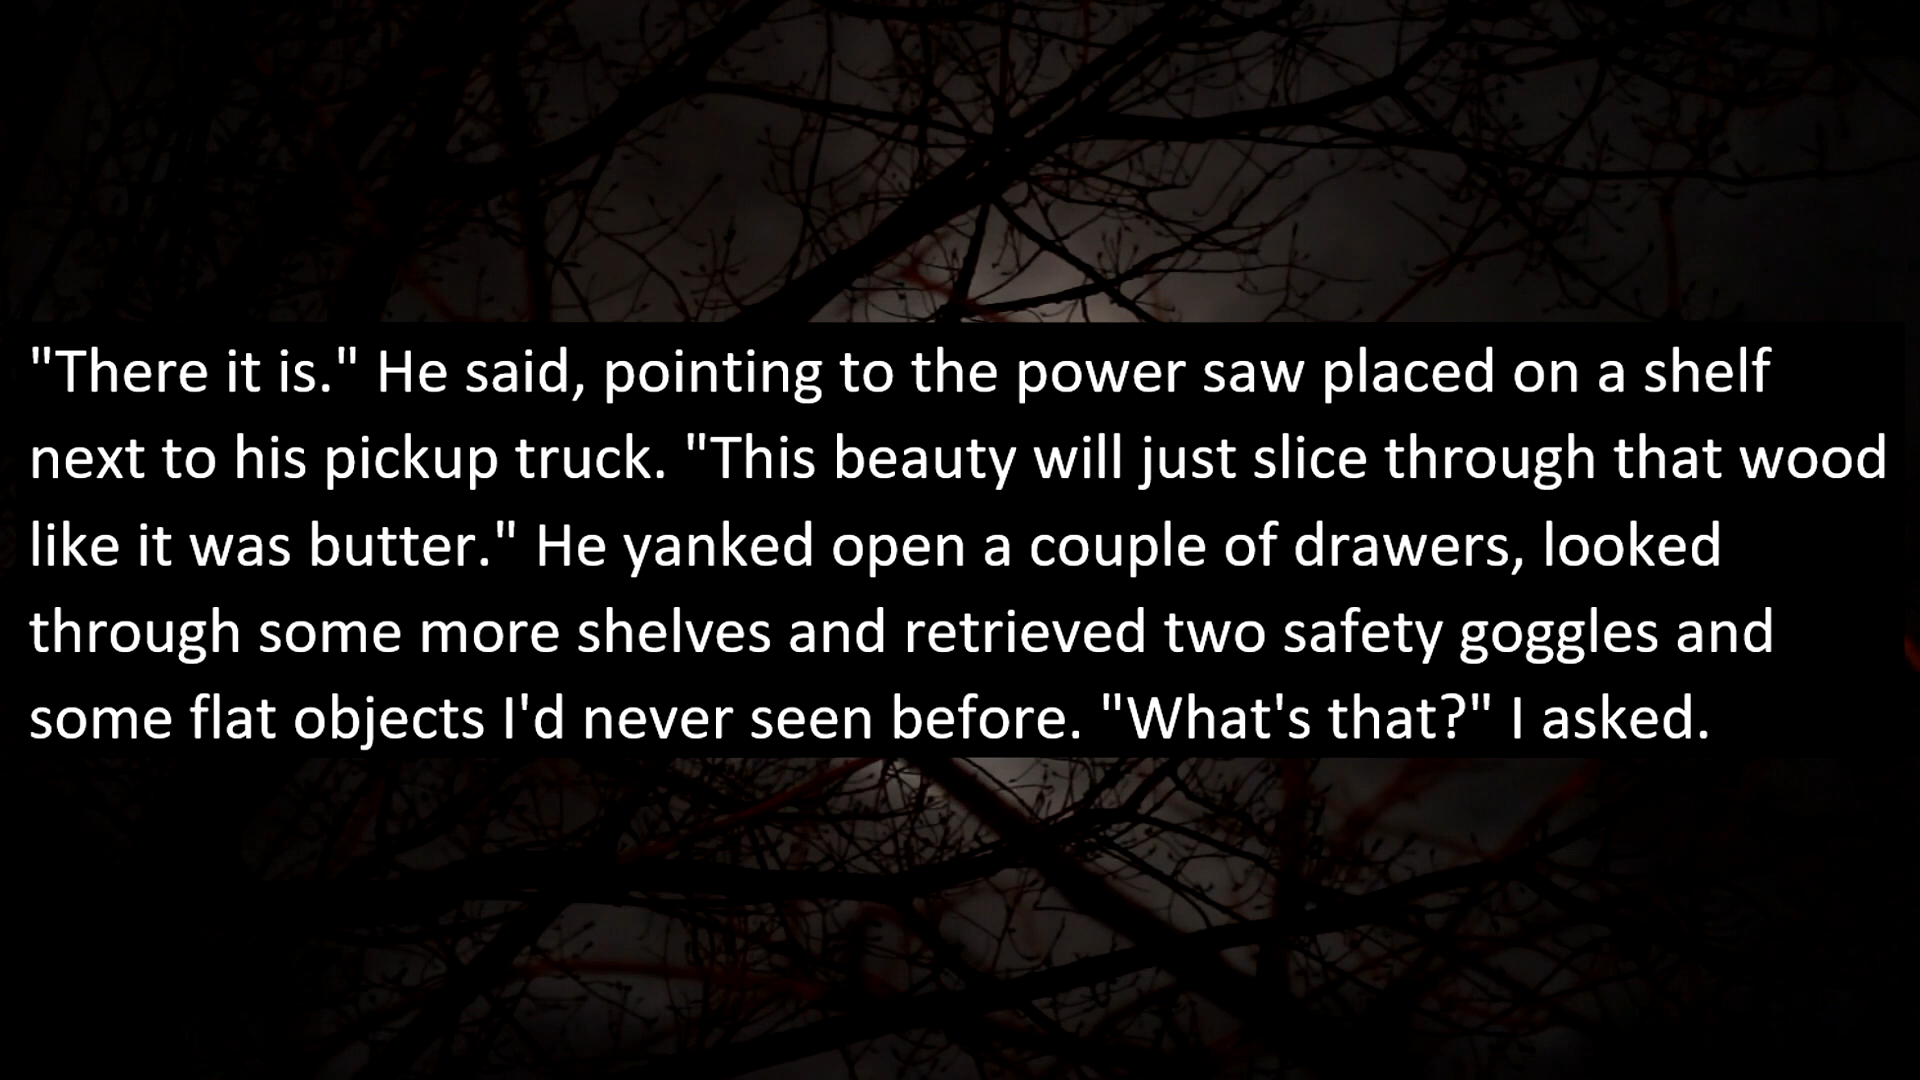 "There it is." He said, pointing to the power saw placed on a shelf
next to his pickup truck. "This beauty will just slice through that wood
like it was butter." He yanked open a couple of drawers, looked
through some more shelves and retrieved two safety goggles and
some flat objects I'd never seen before. "What's that?" I asked.